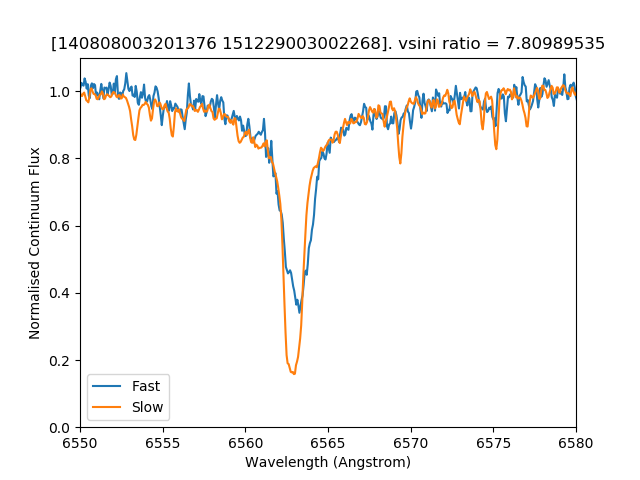 [140808003201376 151229003002268]. vsini ratio = 7.80989535
Normalised Continuum Flux
1.0
0.8
0.6
0.4
0.2
0.0
Fast
Slow
6550 6555 6560 6565 6570 6575 6580
Wavelength (Angstrom)